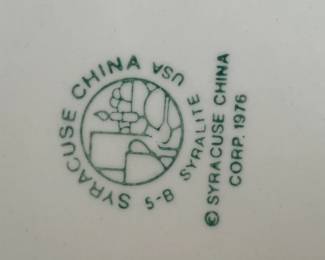 SYRACUSE CHINA USA
5-B SYRALITE
© SYRACUSE CHINA
CORP. 1976